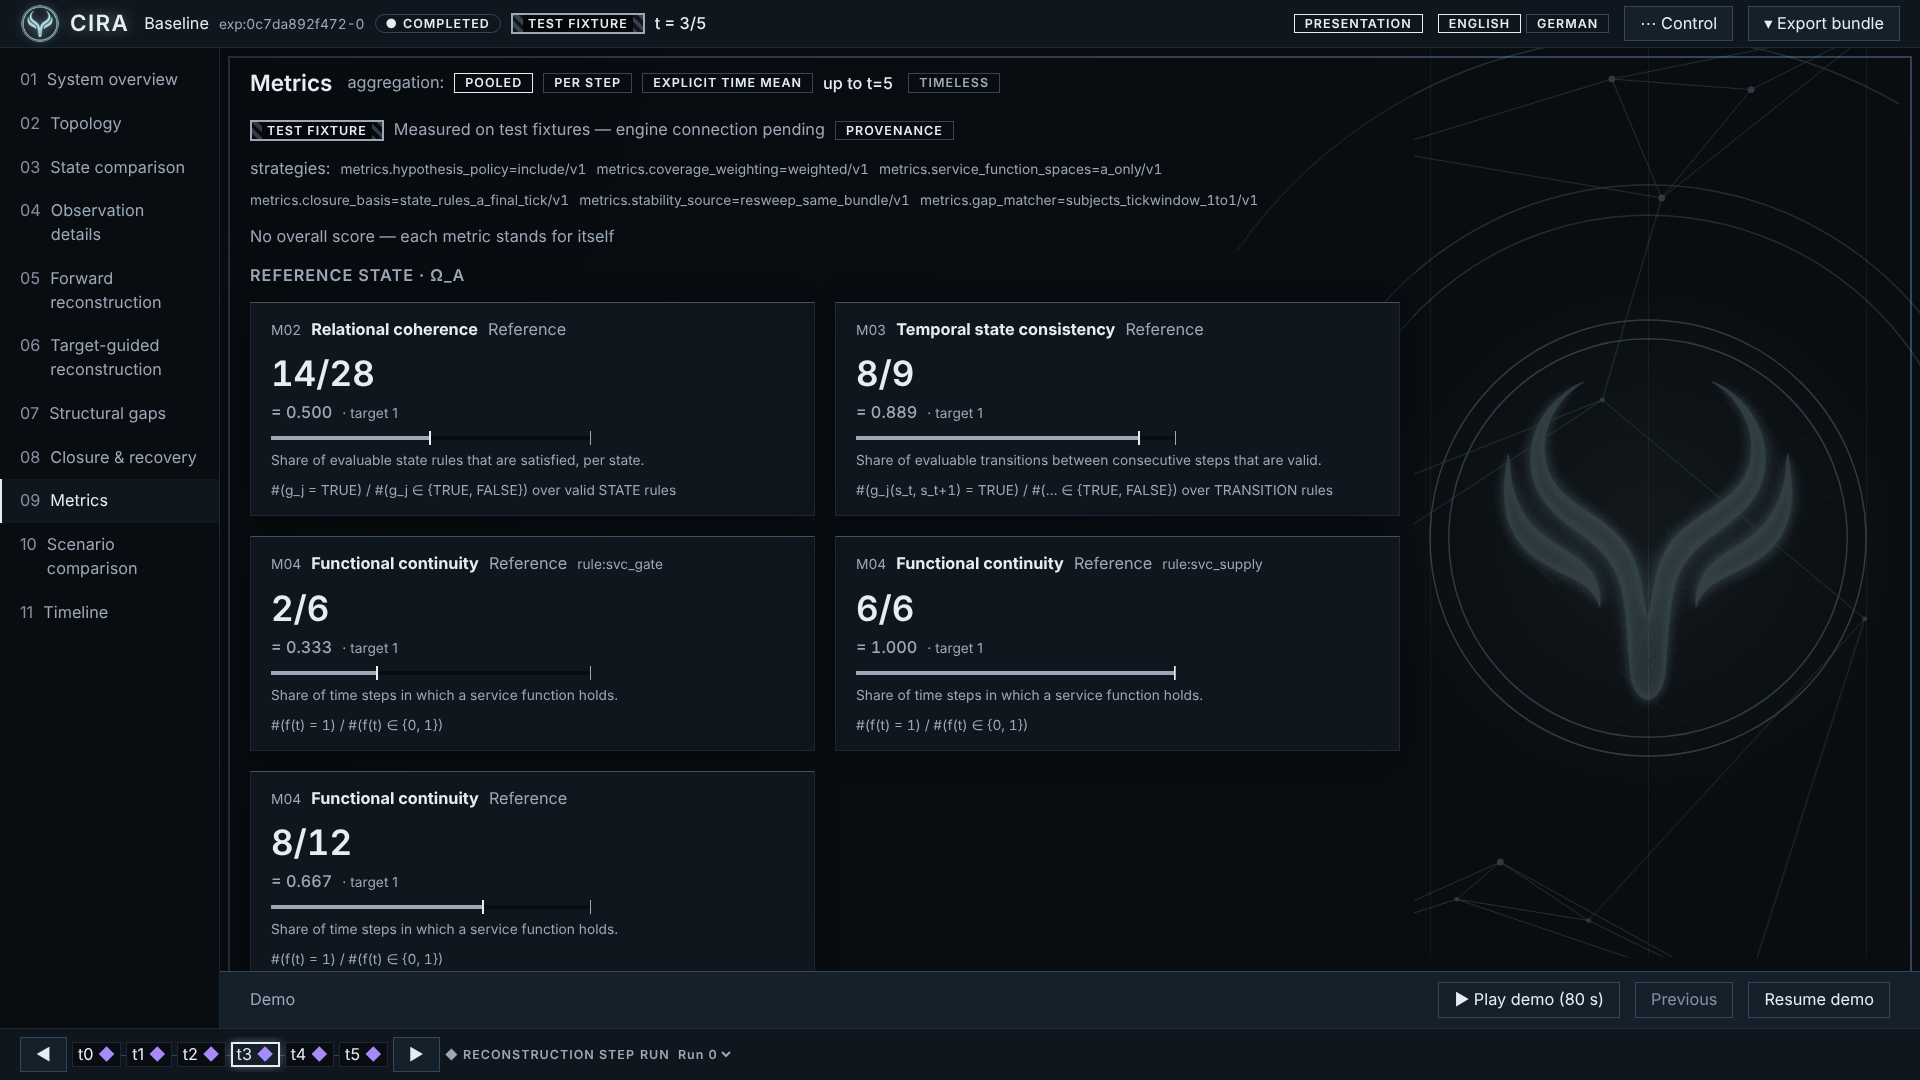 CIRA Baseline exp:0c7da892f472-0 COMPLETED TEST FIXTURE t = 3/5 PRESENTATION ENGLISH GERMAN ⋯ Control ▾ Export bundle
01 System overview
02 Topology
03 State comparison
04 Observation
details
05 Forward
reconstruction
06 Target-guided
reconstruction
07 Structural gaps
08 Closure & recovery
09 Metrics
10 Scenario
comparison
11 Timeline
Metrics aggregation: POOLED PER STEP EXPLICIT TIME MEAN up to t=5 TIMELESS
TEST FIXTURE Measured on test fixtures — engine connection pending PROVENANCE
strategies: metrics.hypothesis_policy=include/v1 metrics.coverage_weighting=weighted/v1 metrics.service_function_spaces=a_only/v1
metrics.closure_basis=state_rules_a_final_tick/v1 metrics.stability_source=resweep_same_bundle/v1 metrics.gap_matcher=subjects_tickwindow_1to1/v1
No overall score — each metric stands for itself
REFERENCE STATE · Ω_A
M02 Relational coherence Reference
14/28
= 0.500 · target 1
Share of evaluable state rules that are satisfied, per state.
#(g_j = TRUE) / #(g_j ∈ {TRUE, FALSE}) over valid STATE rules
M03 Temporal state consistency Reference
8/9
= 0.889 · target 1
Share of evaluable transitions between consecutive steps that are valid.
#(g_j(s_t, s_t+1) = TRUE) / #(... ∈ {TRUE, FALSE}) over TRANSITION rules
M04 Functional continuity Reference rule:svc_gate
2/6
= 0.333 · target 1
Share of time steps in which a service function holds.
#(f(t) = 1) / #(f(t) ∈ {0, 1})
M04 Functional continuity Reference rule:svc_supply
6/6
= 1.000 · target 1
Share of time steps in which a service function holds.
#(f(t) = 1) / #(f(t) ∈ {0, 1})
M04 Functional continuity Reference
8/12
= 0.667 · target 1
Share of time steps in which a service function holds.
#(f(t) = 1) / #(f(t) ∈ {0, 1})
Demo ▶ Play demo (80 s) Previous Resume demo
◀ t0 ◆ t1 ◆ t2 ◆ t3 ◆ t4 ◆ t5 ◆ ▶ ◆ RECONSTRUCTION STEP RUN Run 0